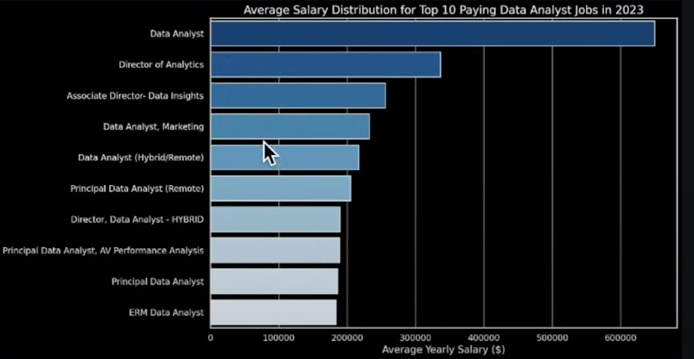 Average Salary Distribution for Top 10 Paying Data Analyst Jobs in 2023
Data Analyst
Director of Analytics
Associate Director- Data Insights
Data Analyst, Marketing
Data Analyst (Hybrid/Remote)
Principal Data Analyst (Remote)
Director, Data Analyst - HYBRID
Principal Data Analyst, AV Performance Analysis
Principal Data Analyst
ERM Data Analyst
0 100000 200000 300000 400000 500000 600000
Average Yearly Salary ($)